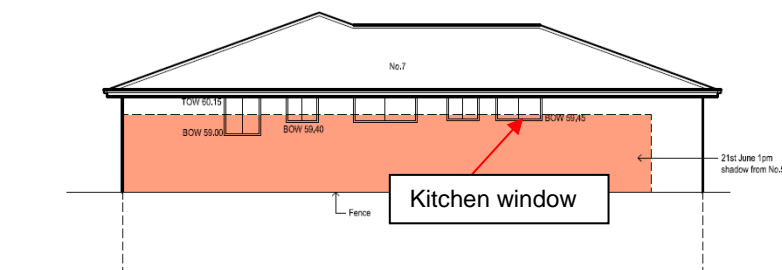 No.7
TOW 60.15
BOW 59.00
BOW 59.40
BOW 59.45
21st June 1pm
shadow from No.5
Kitchen window
Fence